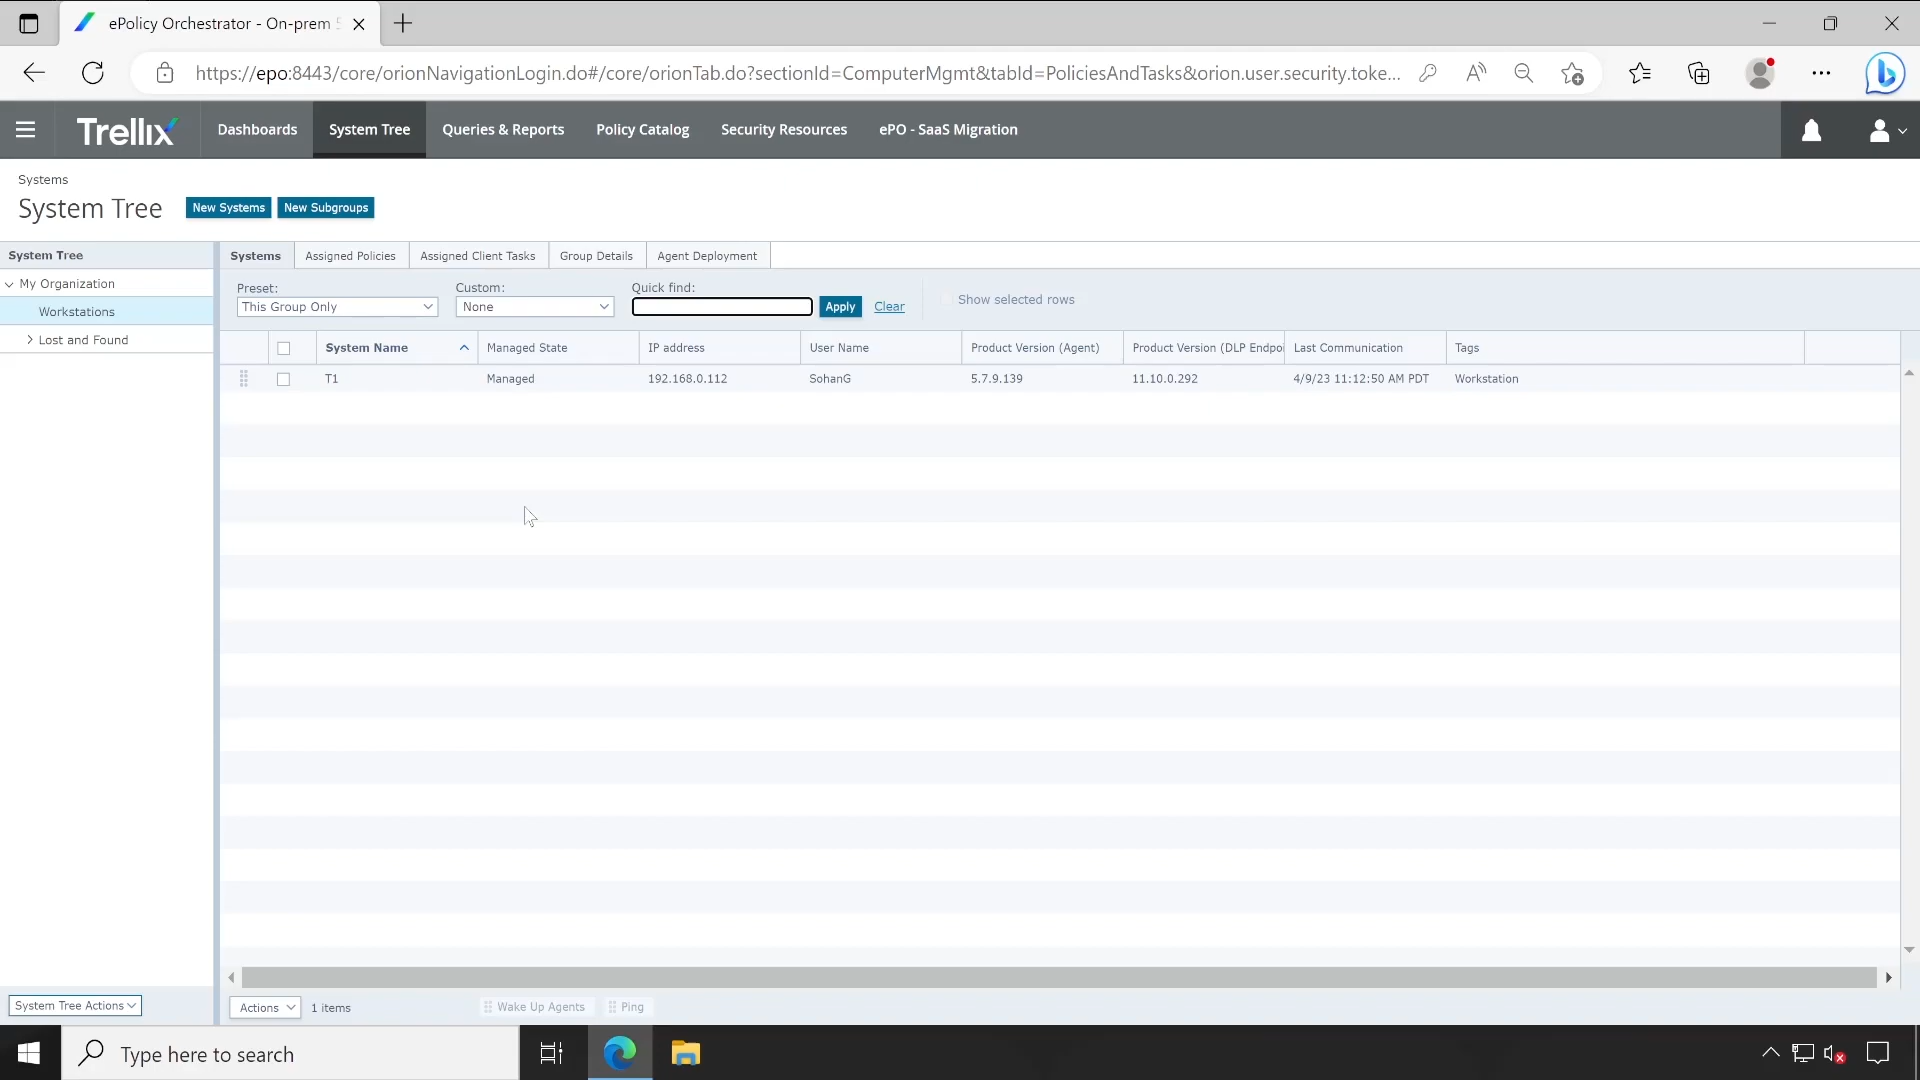 ePolicy Orchestrator - On-prem
https://epo:8443/core/orionNavigationLogin.do#/core/orionTab.do?sectionId=ComputerMgmt&tabId=PoliciesAndTasks&orion.user.security.toke...
Trellix Dashboards System Tree Queries & Reports Policy Catalog Security Resources ePO - SaaS Migration
Systems
System Tree New Systems New Subgroups
System Tree Systems Assigned Policies Assigned Client Tasks Group Details Agent Deployment
My Organization
Preset: Custom: Quick find:
Show selected rows
This Group Only None Apply Clear
Workstations
Lost and Found
System Name Managed State IP address User Name Product Version (Agent) Product Version (DLP Endpoi Last Communication Tags
T1 Managed 192.168.0.112 SohanG 5.7.9.139 11.10.0.292 4/9/23 11:12:50 AM PDT Workstation
System Tree Actions Actions 1 items Wake Up Agents Ping
Type here to search